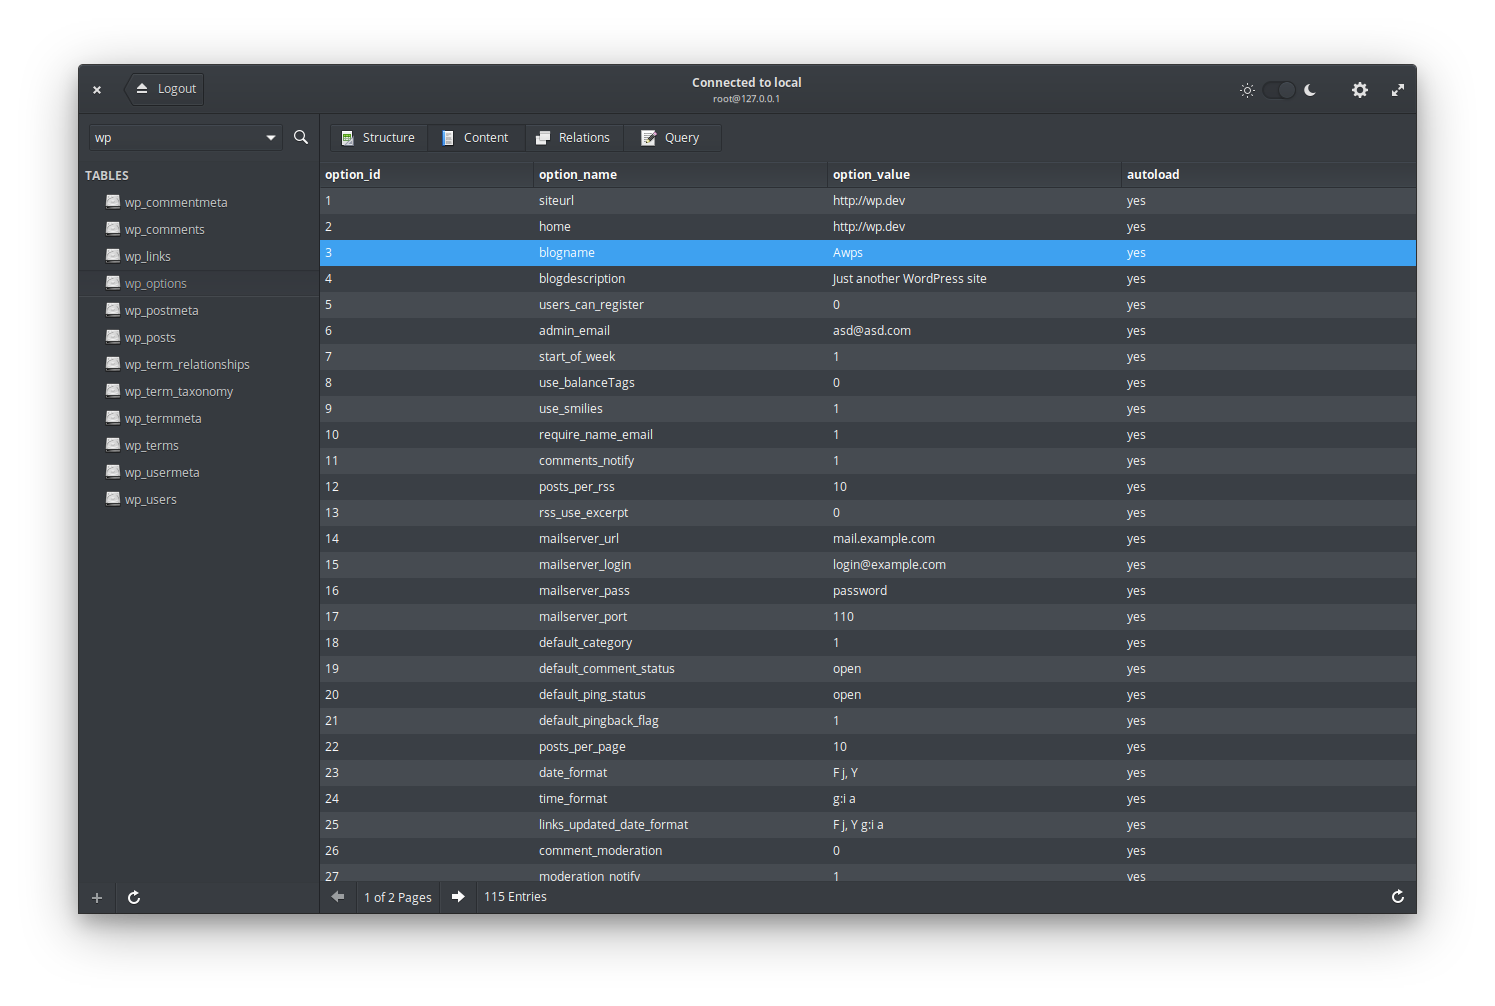 Logout
Connected to local
root@127.0.0.1
wp
Structure Content Relations Query
TABLES
wp_commentmeta
wp_comments
wp_links
wp_options
wp_postmeta
wp_posts
wp_term_relationships
wp_term_taxonomy
wp_termmeta
wp_terms
wp_usermeta
wp_users
option_id option_name option_value autoload
1 siteurl http://wp.dev yes
2 home http://wp.dev yes
3 blogname Awps yes
4 blogdescription Just another WordPress site yes
5 users_can_register 0 yes
6 admin_email asd@asd.com yes
7 start_of_week 1 yes
8 use_balanceTags 0 yes
9 use_smilies 1 yes
10 require_name_email 1 yes
11 comments_notify 1 yes
12 posts_per_rss 10 yes
13 rss_use_excerpt 0 yes
14 mailserver_url mail.example.com yes
15 mailserver_login login@example.com yes
16 mailserver_pass password yes
17 mailserver_port 110 yes
18 default_category 1 yes
19 default_comment_status open yes
20 default_ping_status open yes
21 default_pingback_flag 1 yes
22 posts_per_page 10 yes
23 date_format F j, Y yes
24 time_format g:i a yes
25 links_updated_date_format F j, Y g:i a yes
26 comment_moderation 0 yes
27 moderation_notify 1 yes
1 of 2 Pages 115 Entries